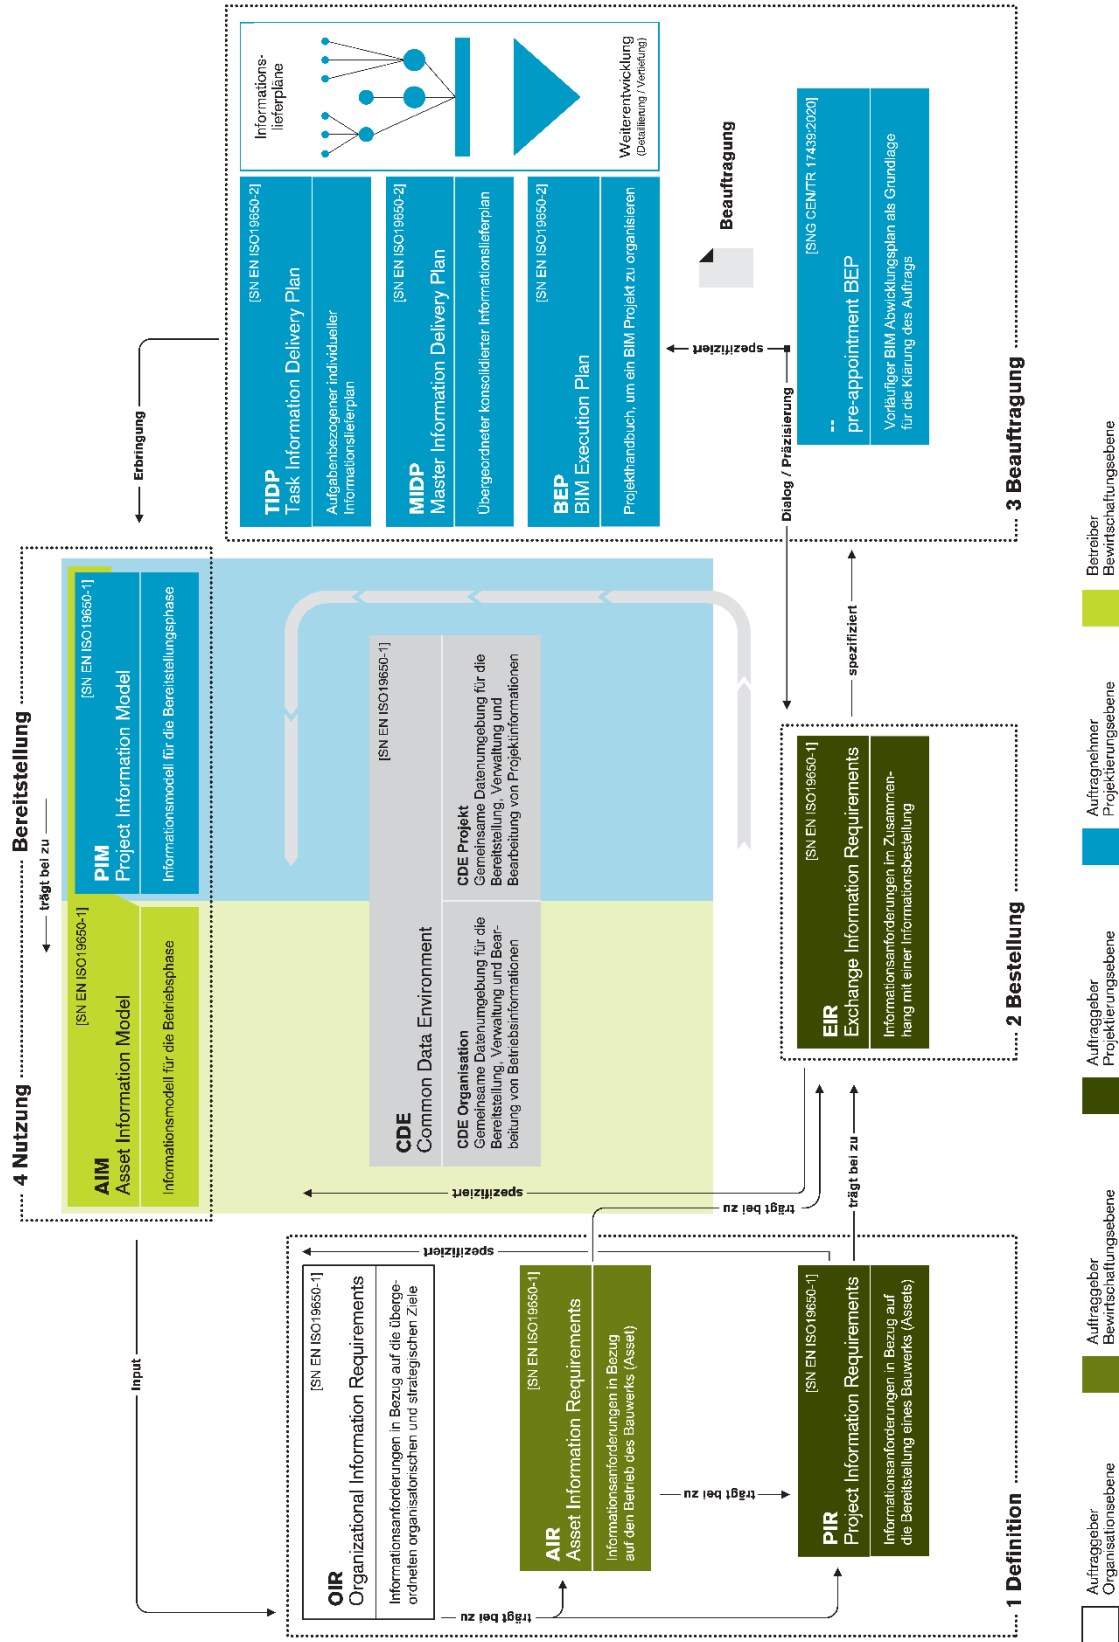 4 Nutzung
Bereitstellung
trägt bei zu
Input
Erbringung
AIM
Asset Information Model
[SN EN ISO19650-1]
Informationsmodell für die Betriebsphase
PIM
Project Information Model
[SN EN ISO19650-1]
Informationsmodell für die Bereitstellungsphase
OIR
Organizational Information Requirements
[SN EN ISO19650-1]
Informationsanforderungen in Bezug auf die überge-
ordneten organisatorischen und strategischen Ziele
trägt bei zu
AIR
Asset Information Requirements
[SN EN ISO19650-1]
Informationsanforderungen in Bezug
auf den Betrieb des Bauwerks (Asset)
trägt bei zu
PIR
Project Information Requirements
[SN EN ISO19650-1]
Informationsanforderungen in Bezug auf
die Bereitstellung eines Bauwerks (Assets)
1 Definition
spezifiziert
spezifiziert
trägt bei zu
trägt bei zu
CDE
Common Data Environment
[SN EN ISO19650-1]
CDE Organisation
Gemeinsame Datenumgebung für die
Bereitstellung, Verwaltung und Bear-
beitung von Betriebsinformationen
CDE Projekt
Gemeinsame Datenumgebung für die
Bereitstellung, Verwaltung und
Bearbeitung von Projektinformationen
EIR
Exchange Information Requirements
[SN EN ISO19650-1]
Informationsanforderungen im Zusammen-
hang mit einer Informationsbestellung
2 Bestellung
spezifiziert
Dialog / Präzisierung
spezifiziert
TIDP
Task Information Delivery Plan
[SN EN ISO19650-2]
Aufgabenbezogener individueller
Informationslieferplan
MIDP
Master Information Delivery Plan
[SN EN ISO19650-2]
Übergeordneter konsolidierter Informationslieferplan
BEP
BIM Execution Plan
[SN EN ISO19650-2]
Projekthandbuch, um ein BIM Projekt zu organisieren
Informations-
lieferpläne
Weiterentwicklung
(Detaillierung / Vertiefung)
Beauftragung
--
pre-appointment BEP
[SNG CEN/TR 17439:2020]
Vorläufiger BIM Abwicklungsplan als Grundlage
für die Klärung des Auftrags
3 Beauftragung
Auftraggeber
Organisationsebene
Auftraggeber
Bewirtschaftungsebene
Auftraggeber
Projektierungsebene
Auftragnehmer
Projektierungsebene
Betreiber
Bewirtschaftungsebene